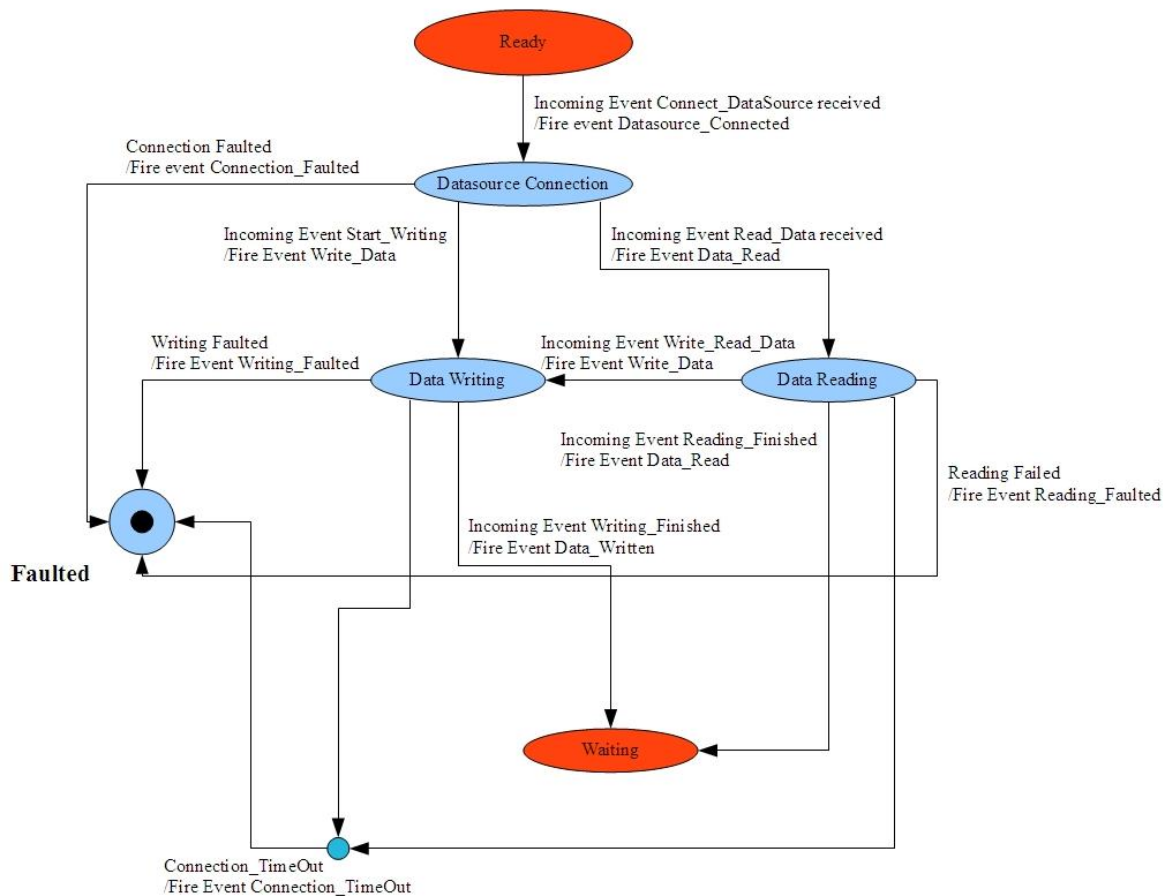 Ready
Incoming Event Connect_DataSource received
/Fire event Datasource_Connected
Connection Faulted
/Fire event Connection_Faulted
Datasource Connection
Incoming Event Start_Writing
/Fire Event Write_Data
Incoming Event Read_Data received
/Fire Event Data_Read
Writing Faulted
/Fire Event Writing_Faulted
Incoming Event Write_Read_Data
/Fire Event Write_Data
Data Writing
Data Reading
Incoming Event Reading_Finished
/Fire Event Data_Read
Reading Failed
/Fire Event Reading_Faulted
Incoming Event Writing_Finished
/Fire Event Data_Written
Faulted
Waiting
Connection_TimeOut
/Fire Event Connection_TimeOut